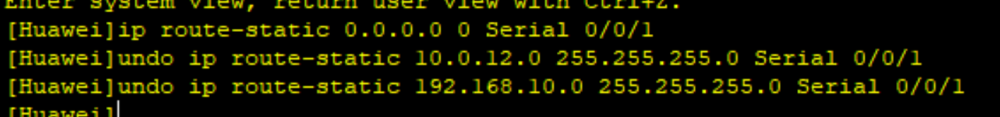 Enter system view, return user view with Ctrl+Z.
[Huawei]ip route-static 0.0.0.0 0 Serial 0/0/1
[Huawei]undo ip route-static 10.0.12.0 255.255.255.0 Serial 0/0/1
[Huawei]undo ip route-static 192.168.10.0 255.255.255.0 Serial 0/0/1
[Huawei]